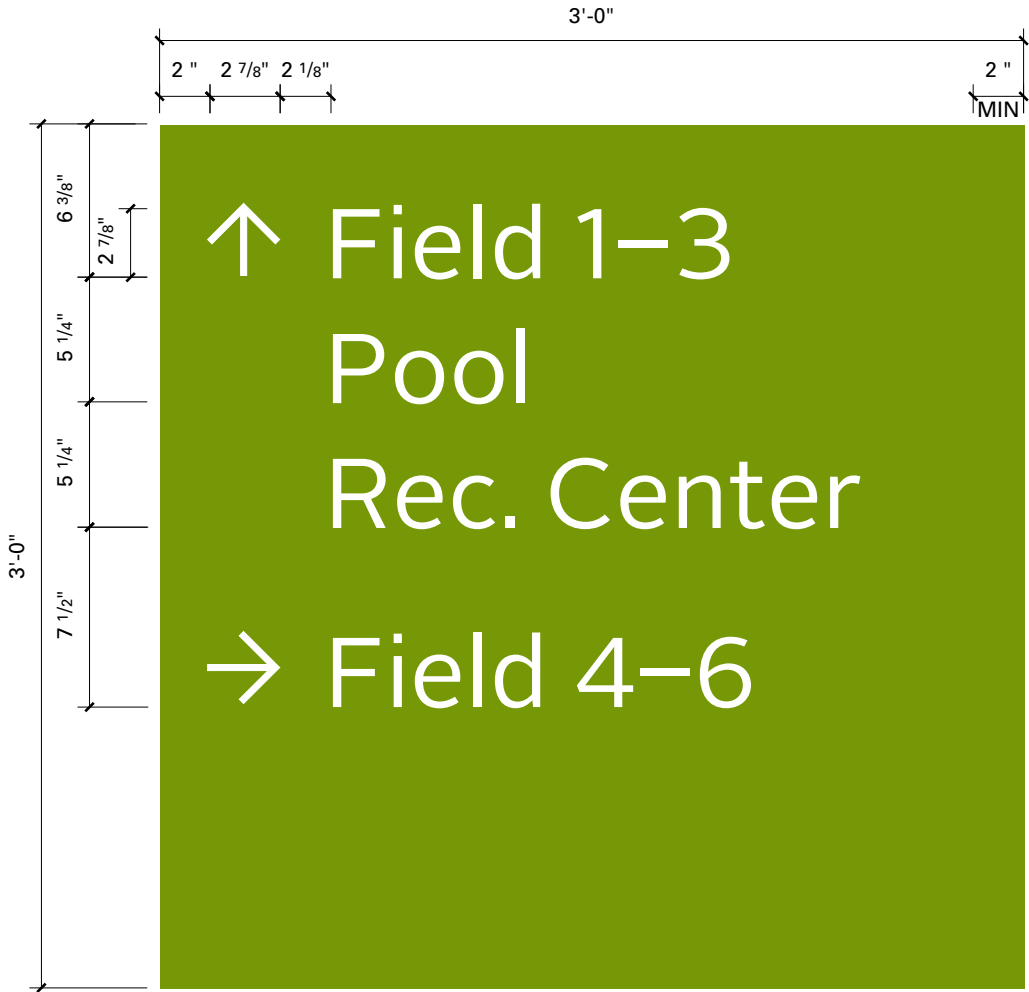 3'-0"
2 " 2 7/8" 2 1/8" 2 "
MIN
6 3/8"
2 7/8"
↑ Field 1–3
5 1/4"
Pool
5 1/4"
Rec. Center
3'-0"
7 1/2"
→ Field 4–6